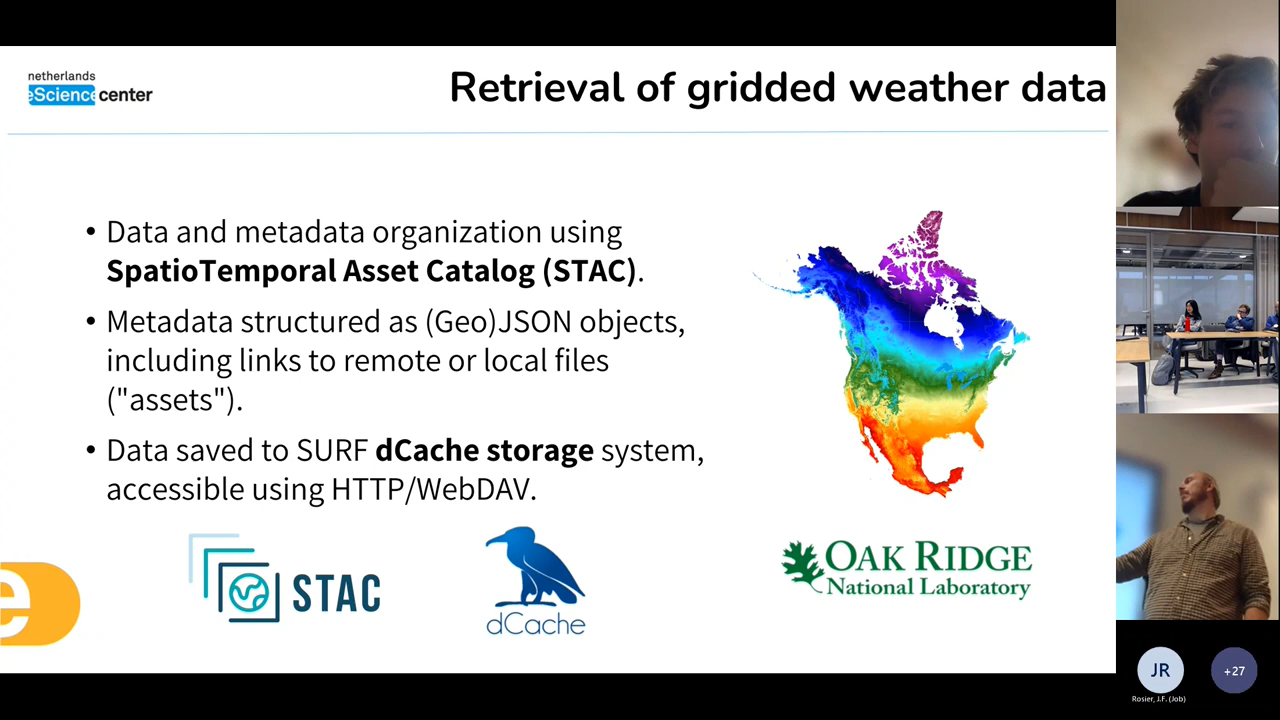 netherlands
eScience center
Retrieval of gridded weather data
• Data and metadata organization using
SpatioTemporal Asset Catalog (STAC).
• Metadata structured as (Geo)JSON objects,
including links to remote or local files
("assets").
• Data saved to SURF dCache storage system,
accessible using HTTP/WebDAV.
e
STAC
dCache
OAK RIDGE
National Laboratory
JR
+27
Rosier, J.F. (Job)